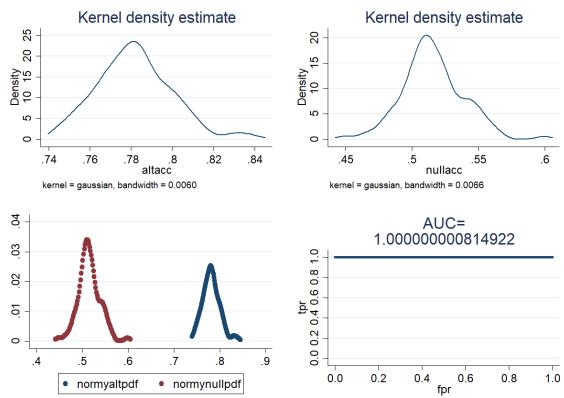 Kernel density estimate
Density
0 5 10 15 20 25
.74 .76 .78 .8 .82 .84
altacc
kernel = gaussian, bandwidth = 0.0060
Kernel density estimate
Density
0 5 10 15 20
.45 .5 .55 .6
nullacc
kernel = gaussian, bandwidth = 0.0066
0 .01 .02 .03 .04
.4 .5 .6 .7 .8 .9
normyaltpdf normynullpdf
AUC=
1.000000000814922
tpr
0.0 0.2 0.4 0.6 0.8 1.0
0.0 0.2 0.4 0.6 0.8 1.0
fpr